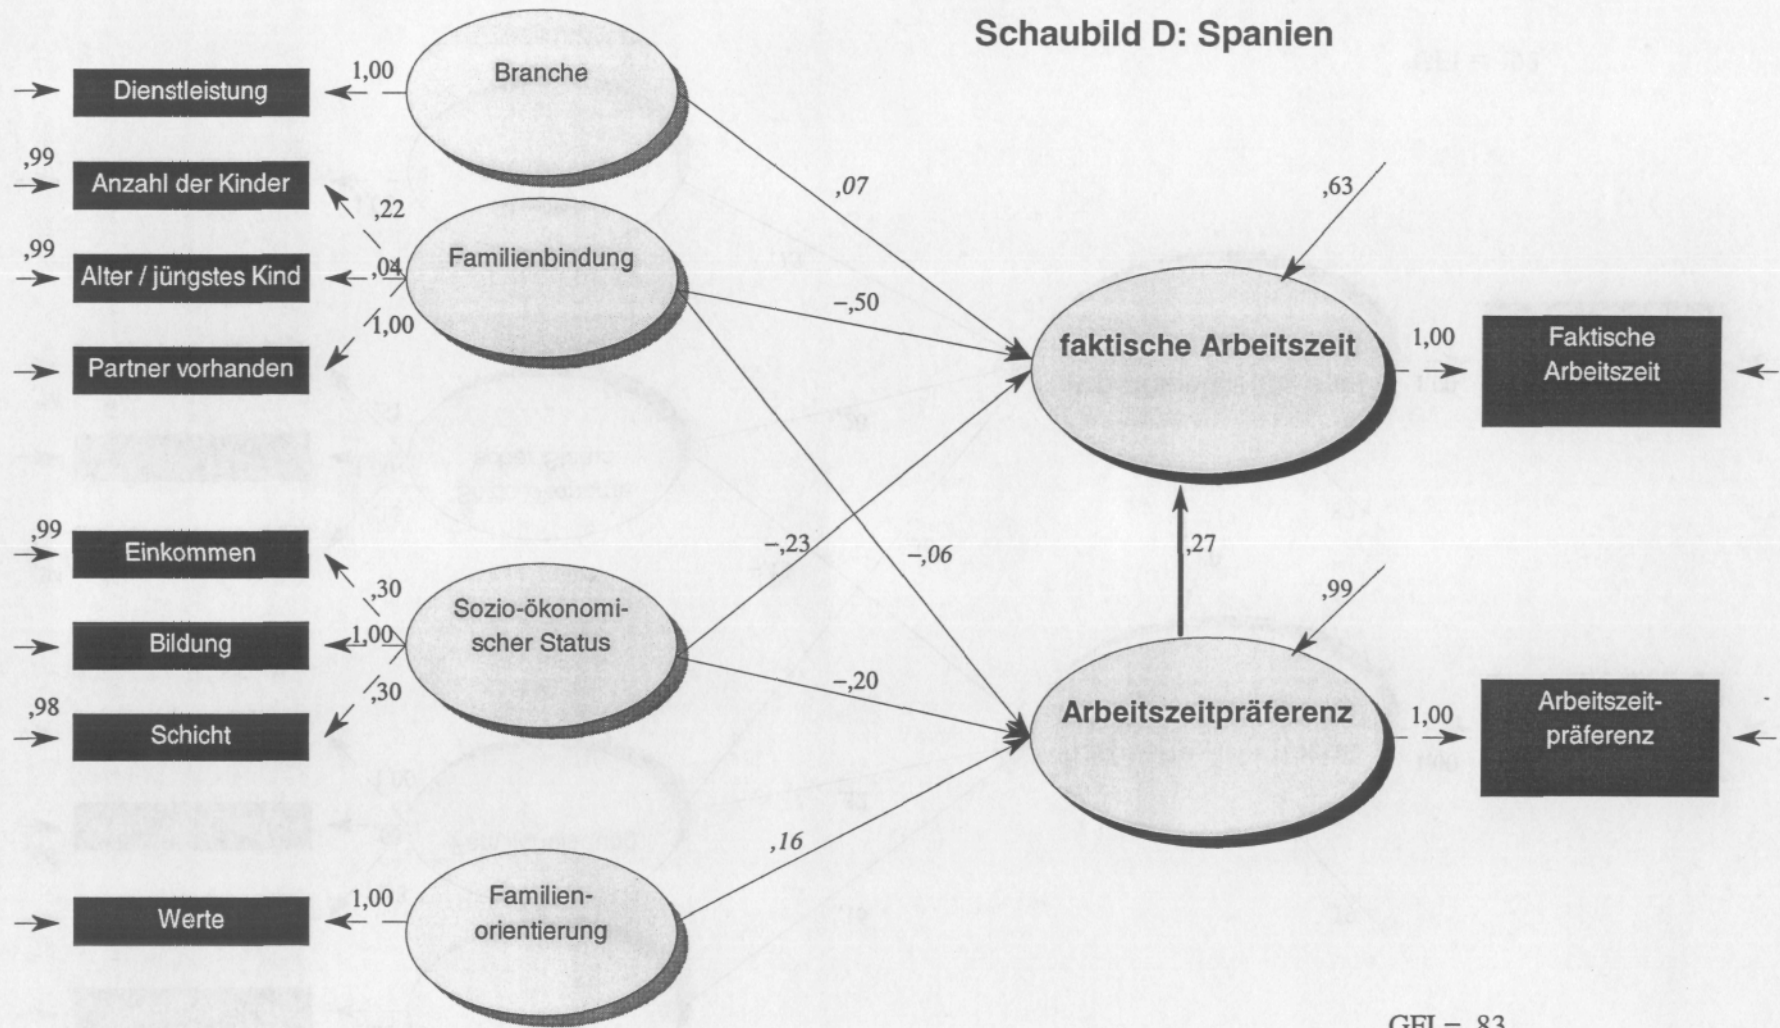 Schaubild D: Spanien
Branche
1,00
Dienstleistung
,99
Anzahl der Kinder
,22
,07
,63
,99
Alter / jüngstes Kind
,04
Familienbindung
-,50
1,00
Partner vorhanden
faktische Arbeitszeit
1,00
Faktische
Arbeitszeit
,99
Einkommen
,30
-,23
-,06
,27
,99
Sozio-ökonomi-
scher Status
Bildung
1,00
,30
-,20
,98
Schicht
Arbeitszeitpräferenz
1,00
Arbeitszeit-
präferenz
,16
Familien-
orientierung
1,00
Werte